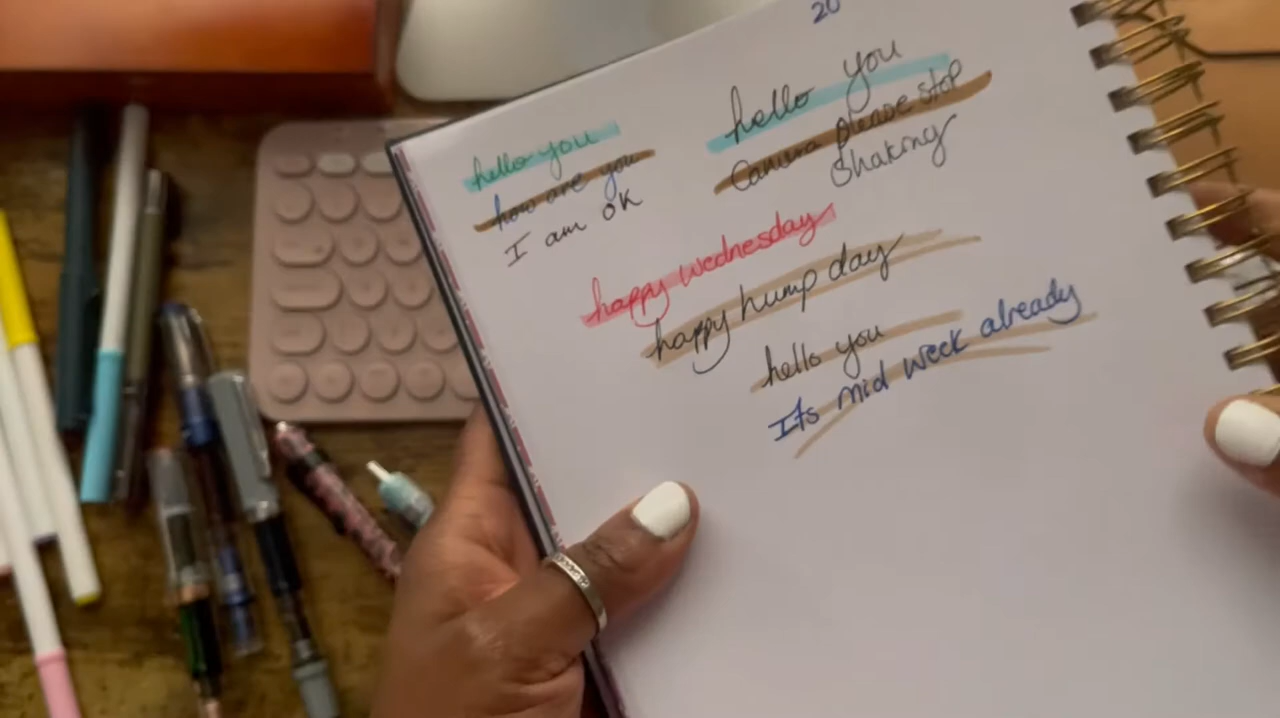 20
hello you
how are you
I am OK
hello you
Camera please stop
shaking
happy Wednesday
happy hump day
hello you
Its mid week already